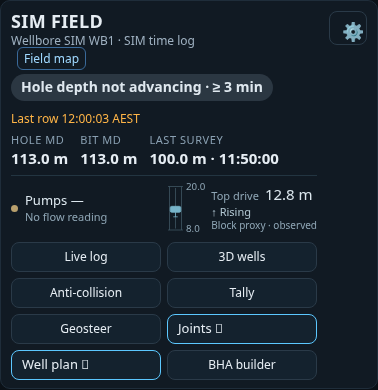 SIM FIELD
Wellbore SIM WB1 · SIM time log
Field map
Hole depth not advancing · ≥ 3 min
Last row 12:00:03 AEST
HOLE MD BIT MD LAST SURVEY
113.0 m 113.0 m 100.0 m · 11:50:00
Pumps —
No flow reading
20.0
8.0
Top drive 12.8 m
↑ Rising
Block proxy · observed
Live log
3D wells
Anti-collision
Tally
Geosteer
Joints
Well plan
BHA builder